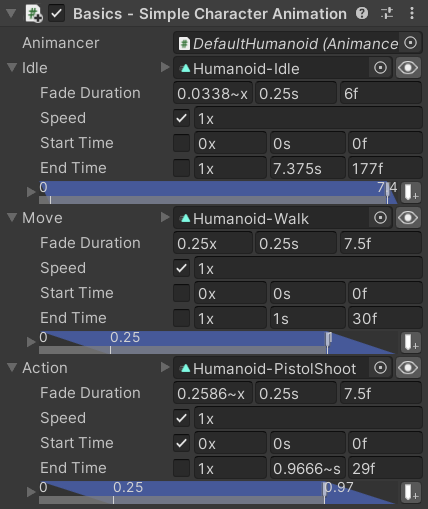 Basics - Simple Character Animation
Animancer DefaultHumanoid (Animance
Idle Humanoid-Idle
Fade Duration 0.0338~x 0.25s 6f
Speed 1x
Start Time 0x 0s 0f
End Time 1x 7.375s 177f
0 7.4
Move Humanoid-Walk
Fade Duration 0.25x 0.25s 7.5f
Speed 1x
Start Time 0x 0s 0f
End Time 1x 1s 30f
0 0.25 1
Action Humanoid-PistolShoot
Fade Duration 0.2586~x 0.25s 7.5f
Speed 1x
Start Time 0x 0s 0f
End Time 1x 0.9666~s 29f
0 0.25 0.97